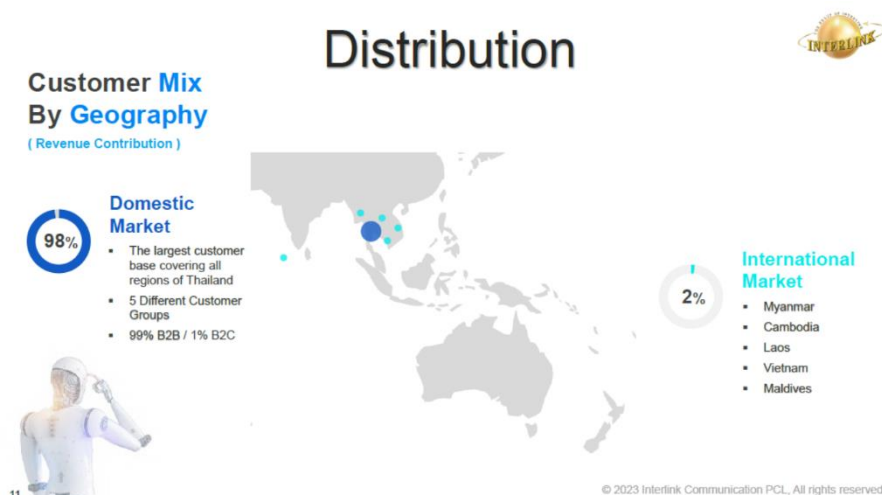 Distribution
INTERLINK
Customer Mix
By Geography
( Revenue Contribution )
98%
Domestic
Market
▪ The largest customer
base covering all
regions of Thailand
▪ 5 Different Customer
Groups
▪ 99% B2B / 1% B2C
2%
International
Market
▪ Myanmar
▪ Cambodia
▪ Laos
▪ Vietnam
▪ Maldives
11
© 2023 Interlink Communication PCL, All rights reserved